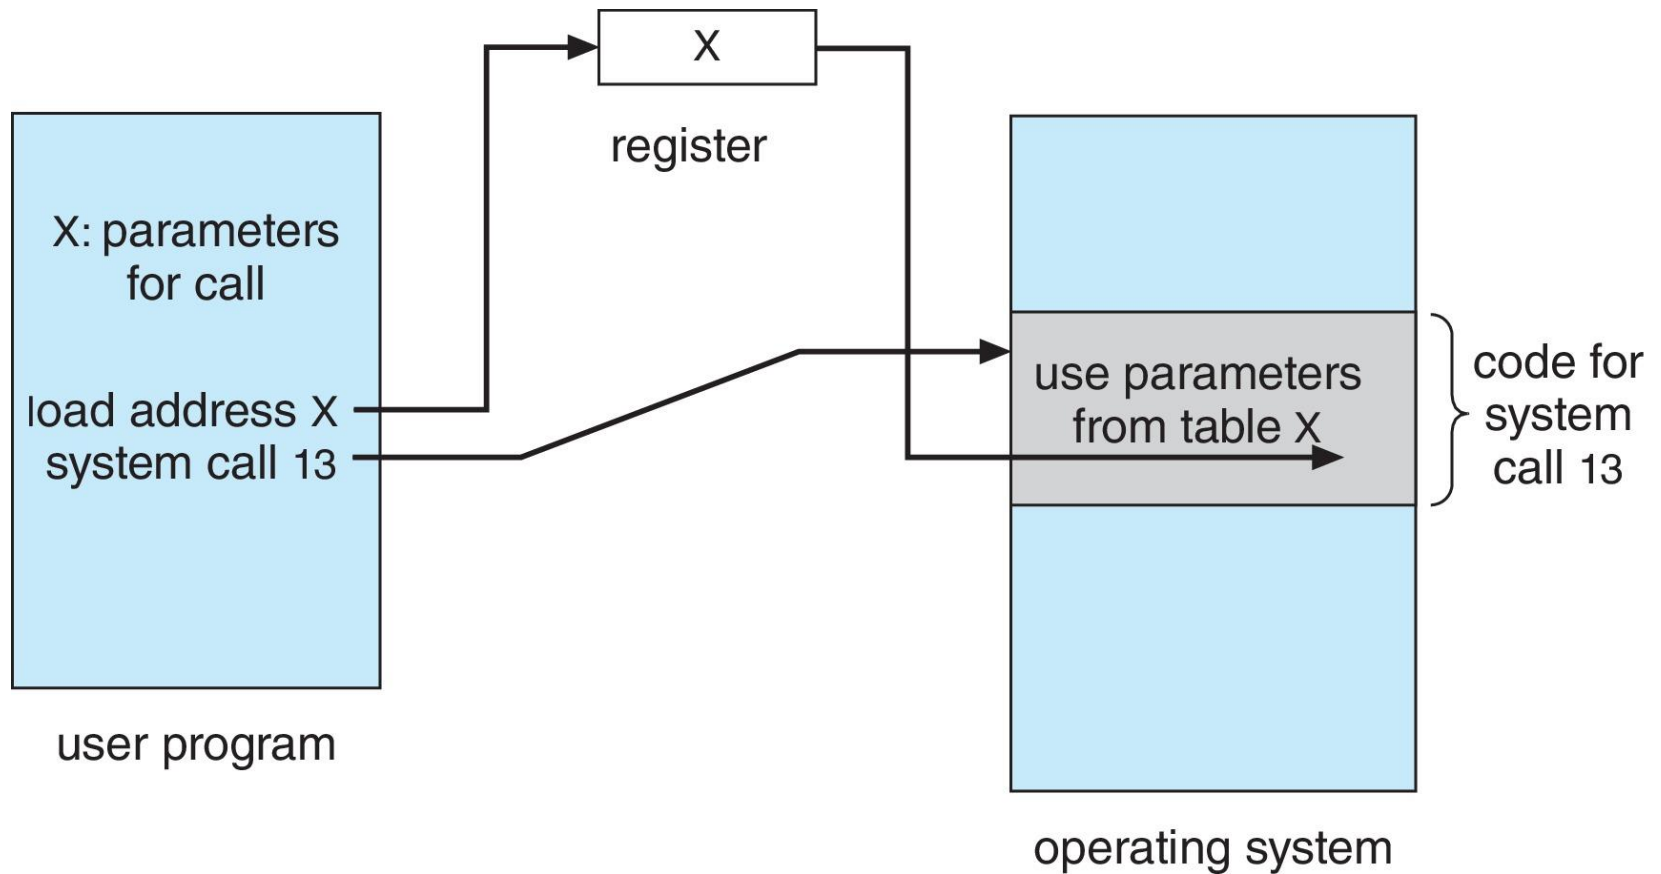 X
register
X: parameters
for call
load address X
system call 13
user program
use parameters
from table X
code for
system
call 13
operating system